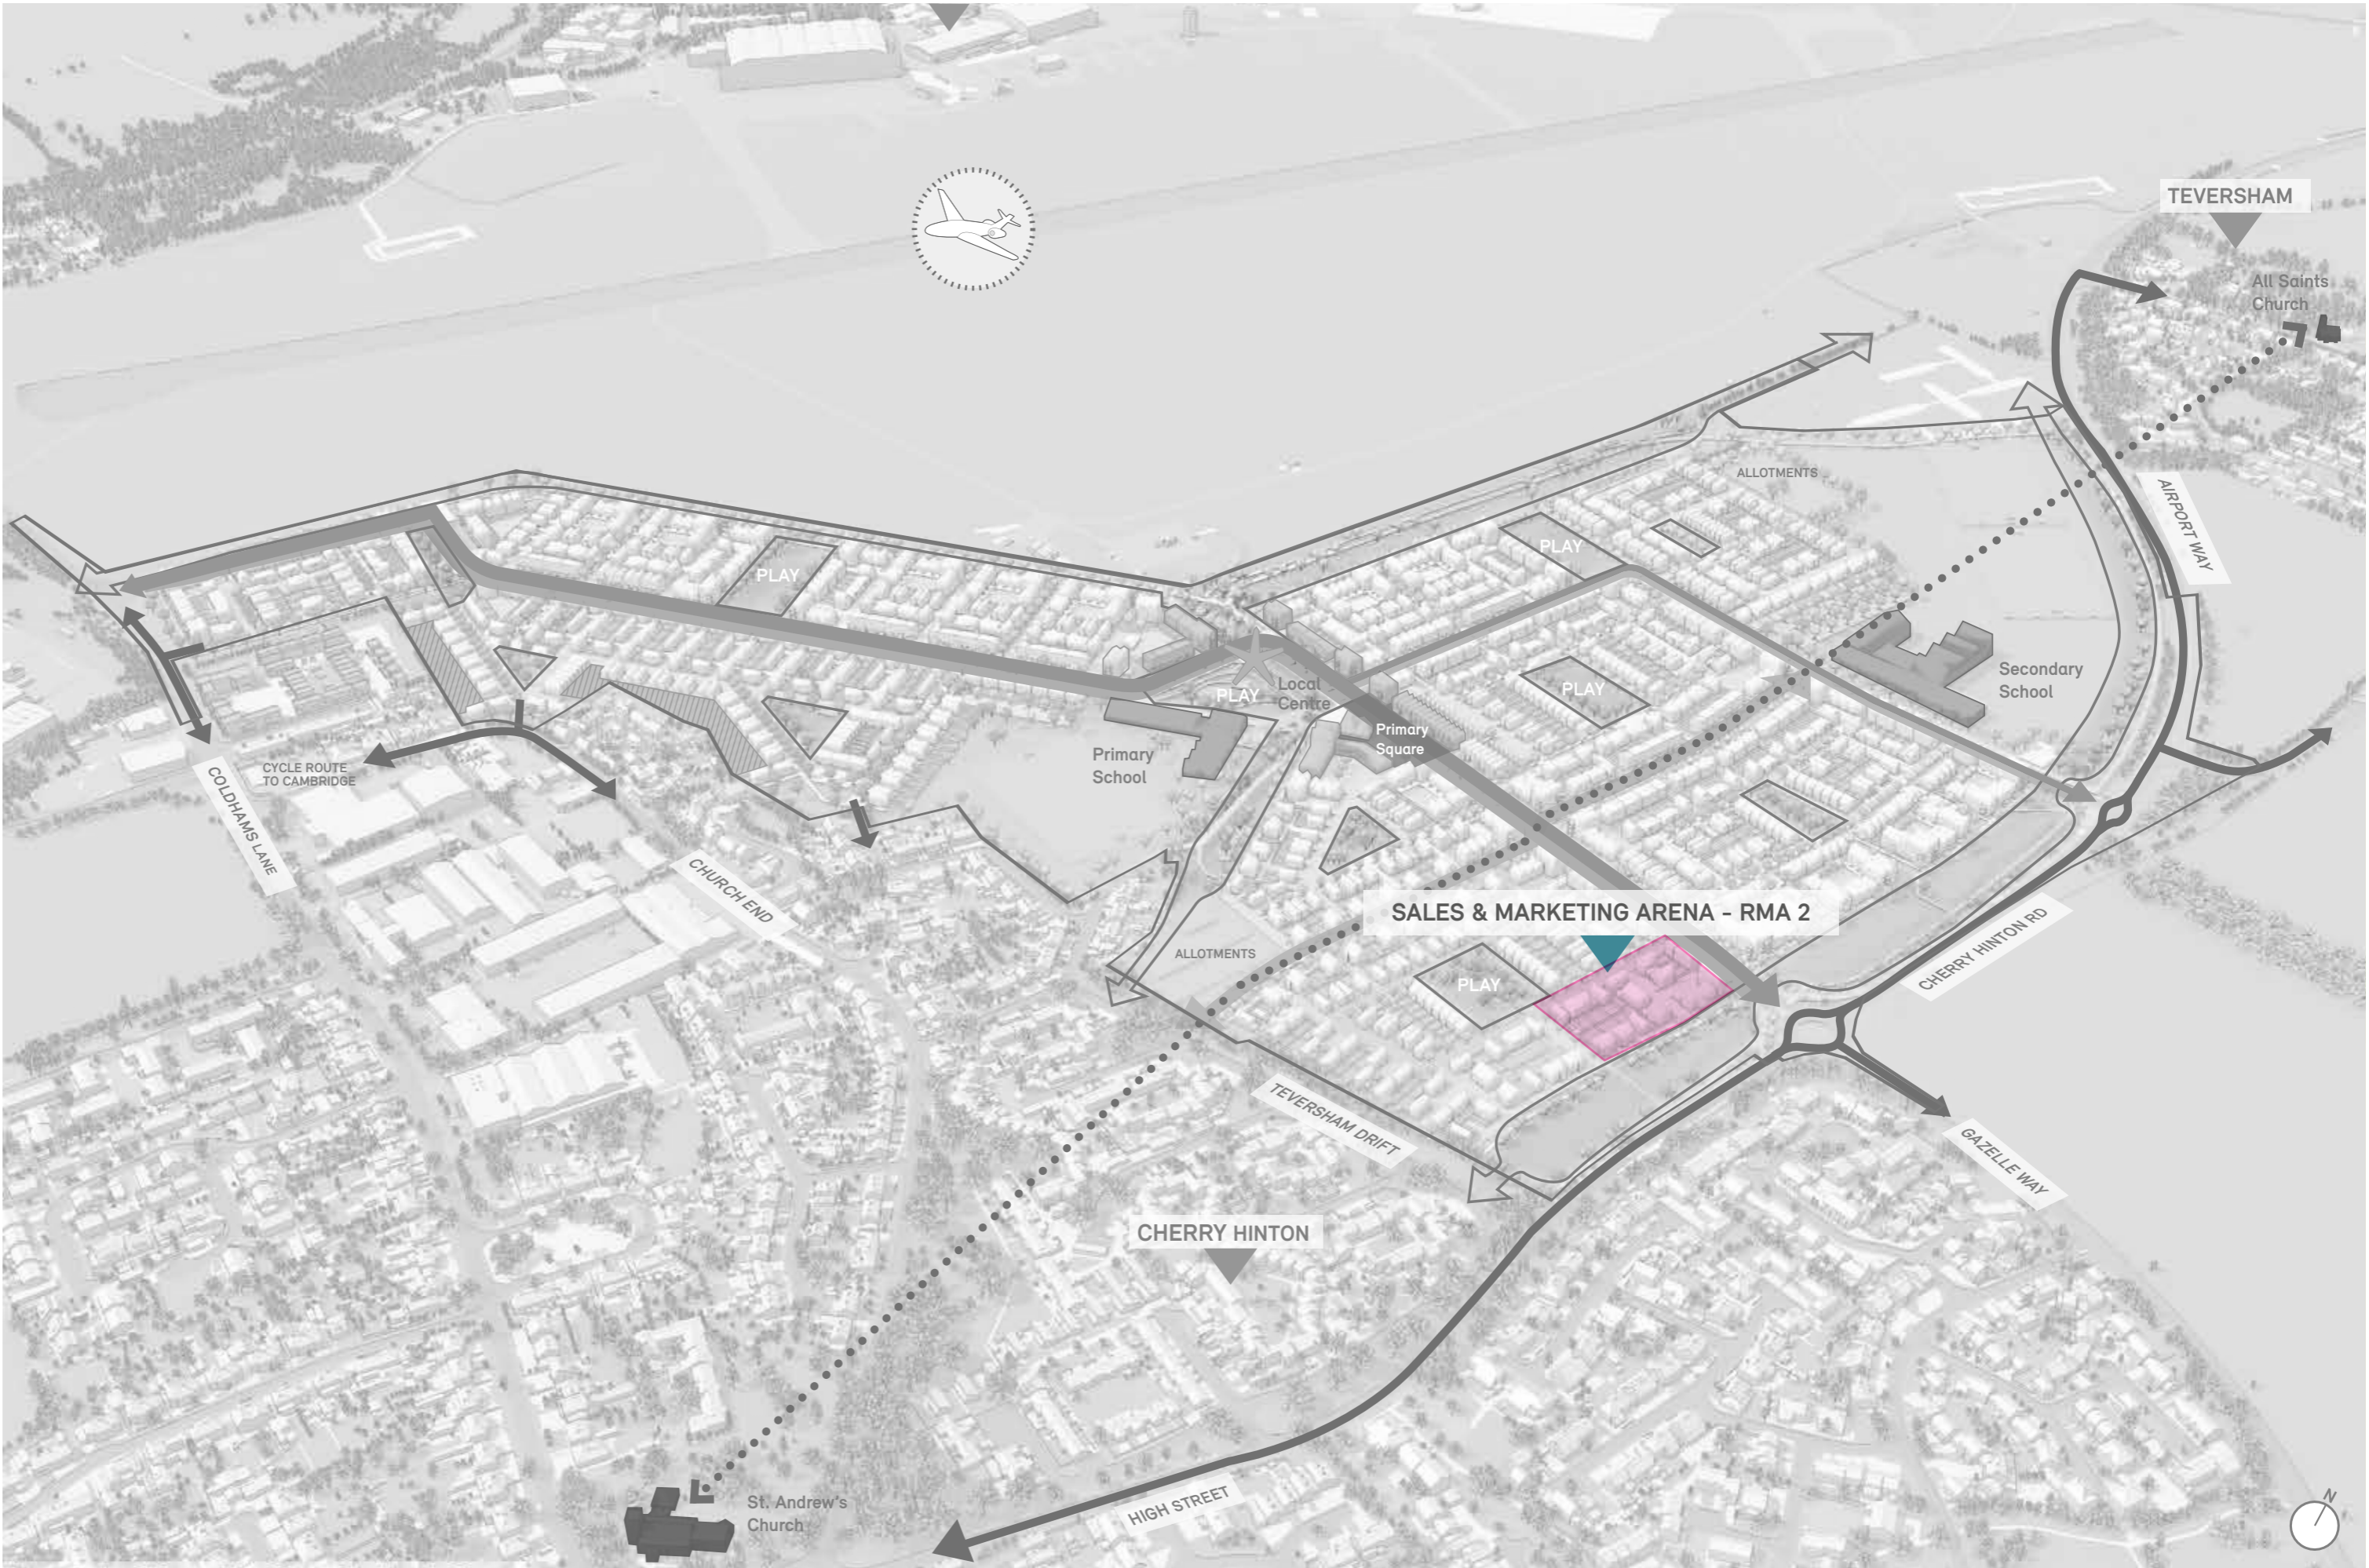 TEVERSHAM
All Saints
Church
ALLOTMENTS
AIRPORT WAY
PLAY
PLAY
Secondary
School
PLAY
PLAY
Local
Centre
Primary
Square
Primary
School
CYCLE ROUTE
TO CAMBRIDGE
COLDHAMS LANE
CHURCH END
SALES & MARKETING ARENA - RMA 2
CHERRY HINTON RD
ALLOTMENTS
PLAY
TEVERSHAM DRIFT
GAZELLE WAY
CHERRY HINTON
HIGH STREET
St. Andrew's
Church
N